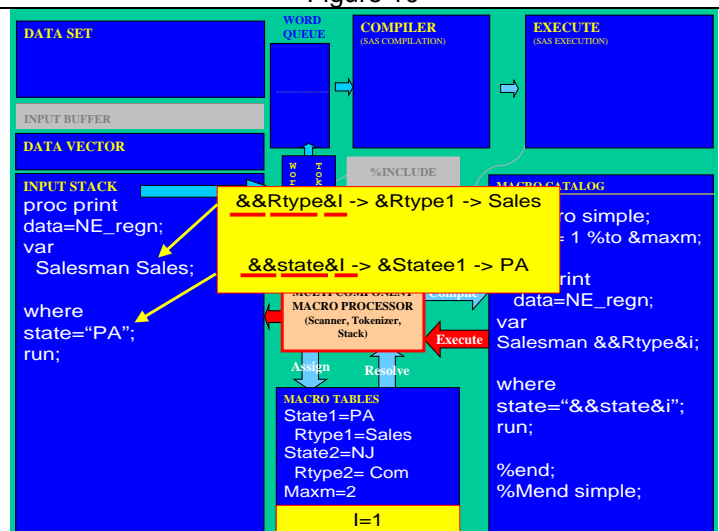 DATA SET
WORD
QUEUE
COMPILER
(SAS COMPILATION)
EXECUTE
(SAS EXECUTION)
INPUT BUFFER
DATA VECTOR
%INCLUDE
INPUT STACK
proc print
data=NE_regn;
var
Salesman Sales;
where
state=“PA”;
run;
&&Rtype&I -> &Rtype1 -> Sales
&&state&I -> &Statee1 -> PA
MULTI COMPONENT
MACRO PROCESSOR
(Scanner, Tokenizer,
Stack)
Compile
Execute
Assign
Resolve
MACRO TABLES
State1=PA
Rtype1=Sales
State2=NJ
Rtype2= Com
Maxm=2
I=1
MACRO CATALOG
simple;
= 1 %to &maxm;
data=NE_regn;
var
Salesman &&Rtype&i;
where
state=“&&state&i”;
run;
%end;
%Mend simple;